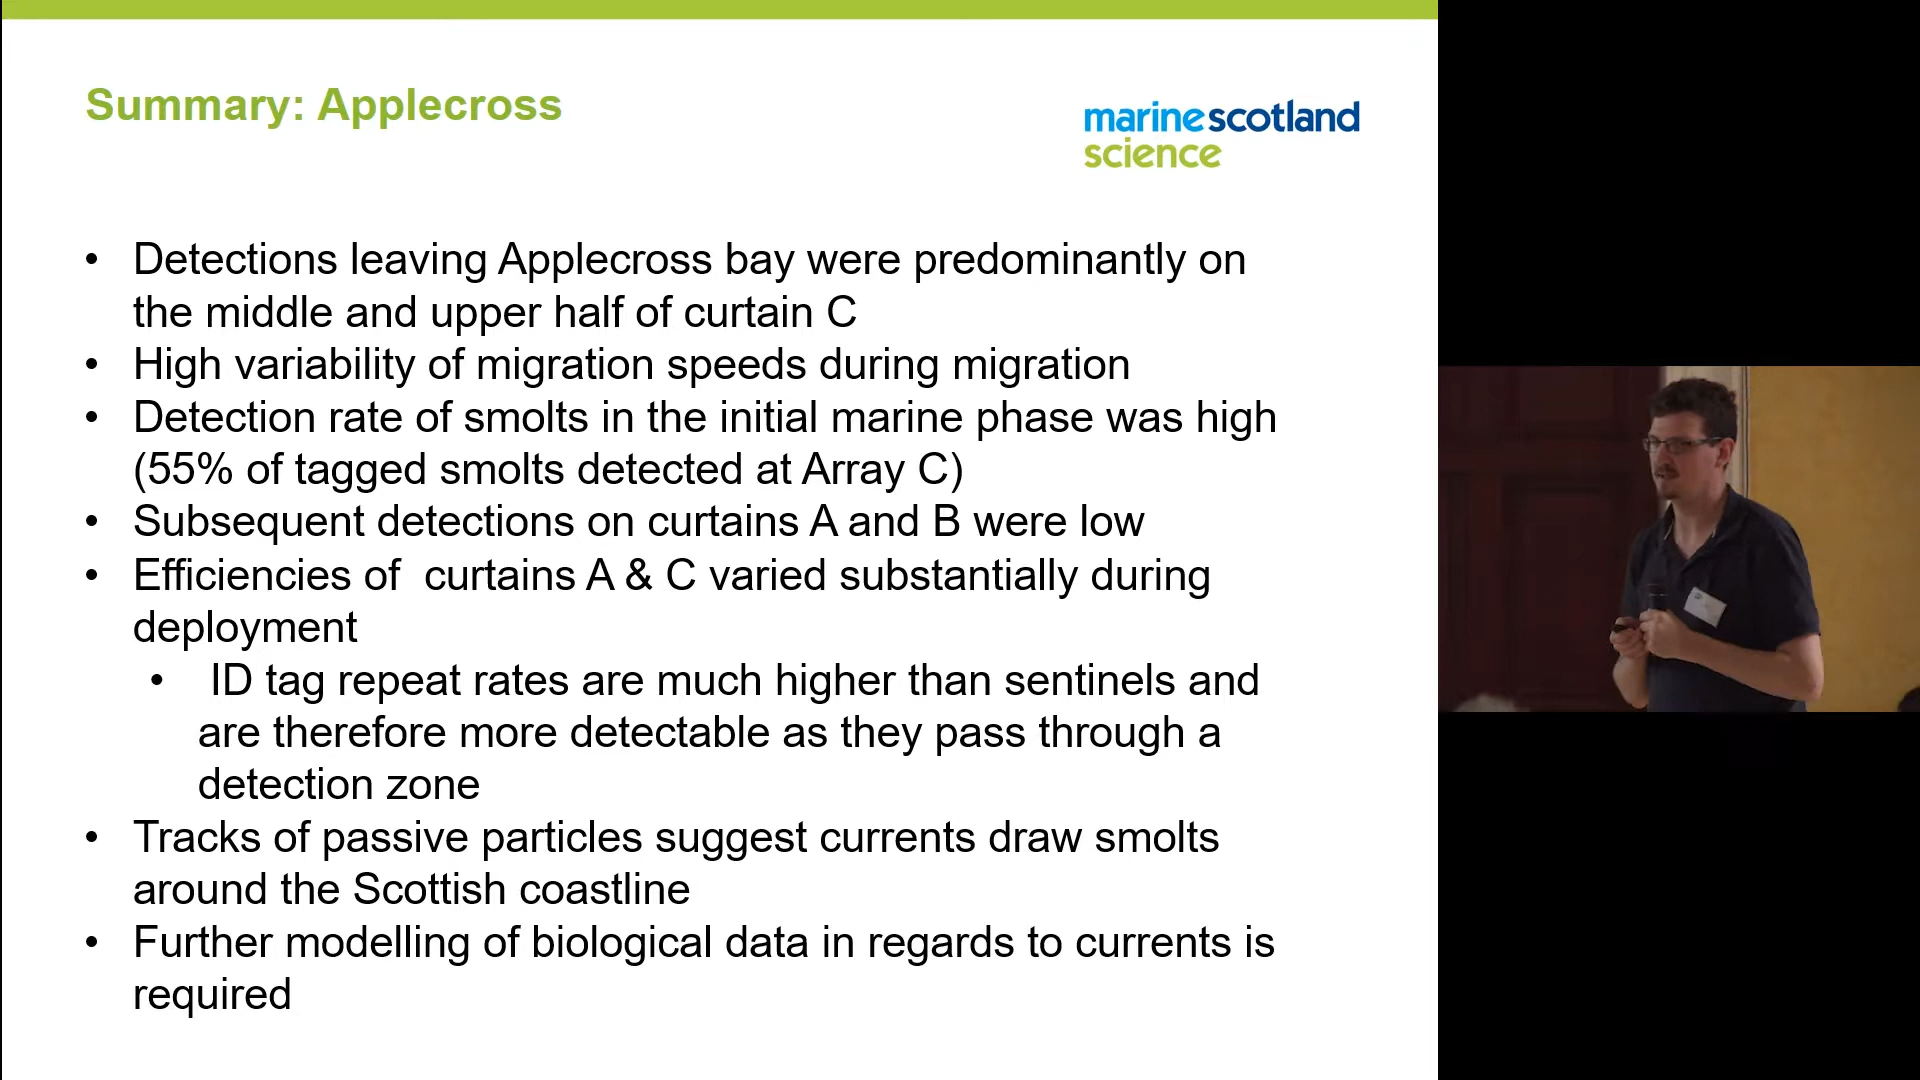 Summary: Applecross
marinescotland
science
• Detections leaving Applecross bay were predominantly on
the middle and upper half of curtain C
• High variability of migration speeds during migration
• Detection rate of smolts in the initial marine phase was high
(55% of tagged smolts detected at Array C)
• Subsequent detections on curtains A and B were low
• Efficiencies of  curtains A & C varied substantially during
deployment
• ID tag repeat rates are much higher than sentinels and
are therefore more detectable as they pass through a
detection zone
• Tracks of passive particles suggest currents draw smolts
around the Scottish coastline
• Further modelling of biological data in regards to currents is
required